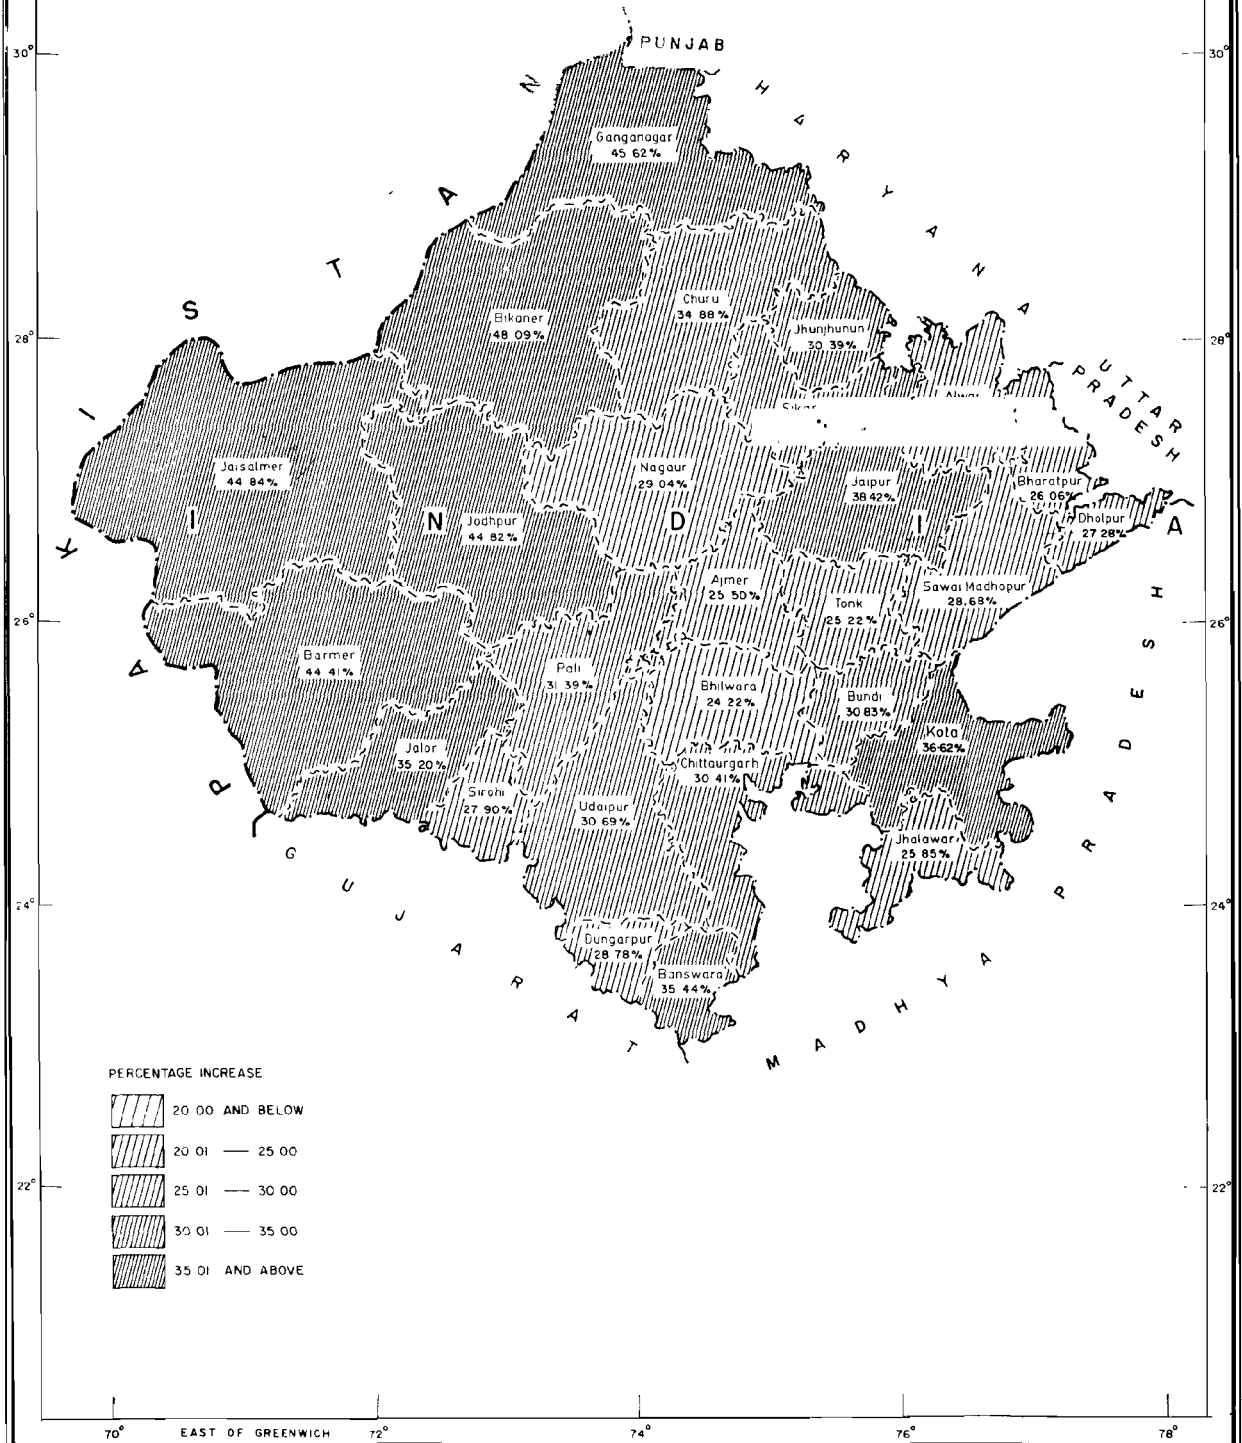 30°
30°
PUNJAB
HARYANA
Ganganagar
45 62%
PAKISTAN
Bikaner
48 09%
Churu
34 88%
Jhunjhunun
30 39%
28°
28°
UTTAR
PRADESH
Jaisalmer
44 84%
Nagaur
29 04%
Jaipur
38 42%
Bharatpur
26 06%
Jodhpur
44 82%
INDIA
Dholpur
27 28%
Ajmer
25 50%
Tonk
25 22%
Sawai Madhopur
28.68%
26°
26°
Barmer
44 41%
Pali
31 39%
Bhilwara
24 22%
Bundi
30 83%
Kota
36·62%
Jalor
35 20%
Chittaurgarh
30 41%
Sirohi
27 90%
Udaipur
30 69%
Jhalawar
25 85%
24°
24°
Dungarpur
28 78%
Banswara
35 44%
GUJARAT
MADHYA PRADESH
PERCENTAGE INCREASE
20 00 AND BELOW
20 01 — 25 00
25 01 — 30 00
30 01 — 35 00
35 01 AND ABOVE
22°
22°
70°
EAST OF GREENWICH
72°
74°
76°
78°